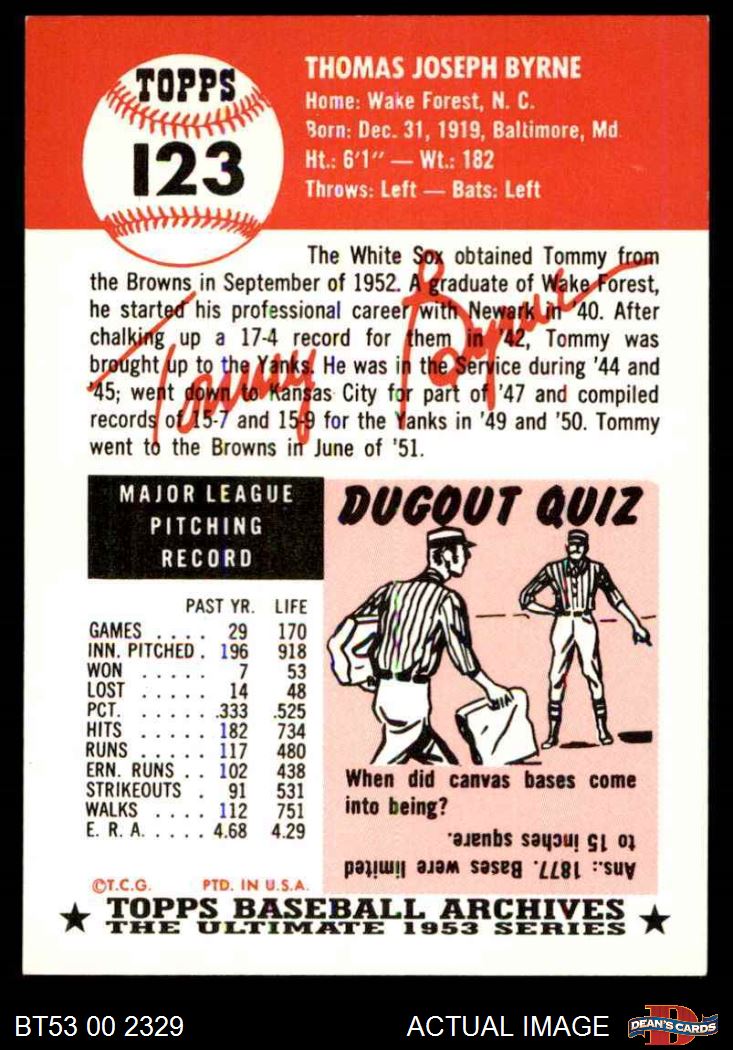 TOPPS
123
THOMAS JOSEPH BYRNE
Home: Wake Forest, N. C.
Born: Dec. 31, 1919, Baltimore, Md.
Ht.: 6'1" — Wt.: 182
Throws: Left — Bats: Left
The White Sox obtained Tommy from
the Browns in September of 1952. A graduate of Wake Forest,
he started his professional career with Newark in '40. After
chalking up a 17-4 record for them in '42, Tommy was
brought up to the Yanks. He was in the Service during '44 and
'45; went down to Kansas City for part of '47 and compiled
records of 15-7 and 15-9 for the Yanks in '49 and '50. Tommy
went to the Browns in June of '51.
Tommy Byrne
MAJOR LEAGUE
PITCHING
RECORD
PAST YR. LIFE
GAMES .... 29 170
INN. PITCHED . 196 918
WON ..... 7 53
LOST ..... 14 48
PCT. ...... .333 .525
HITS ...... 182 734
RUNS ..... 117 480
ERN. RUNS .. 102 438
STRIKEOUTS . 91 531
WALKS .... 112 751
E. R. A. .... 4.68 4.29
DUGOUT QUIZ
When did canvas bases come
into being?
Ans.: 1877. Bases were limited
to 15 inches square.
©T.C.G. PTD. IN U.S.A.
★ TOPPS BASEBALL ARCHIVES ★
THE ULTIMATE 1953 SERIES
BT53 00 2329 ACTUAL IMAGE
D
DEAN'S CARDS